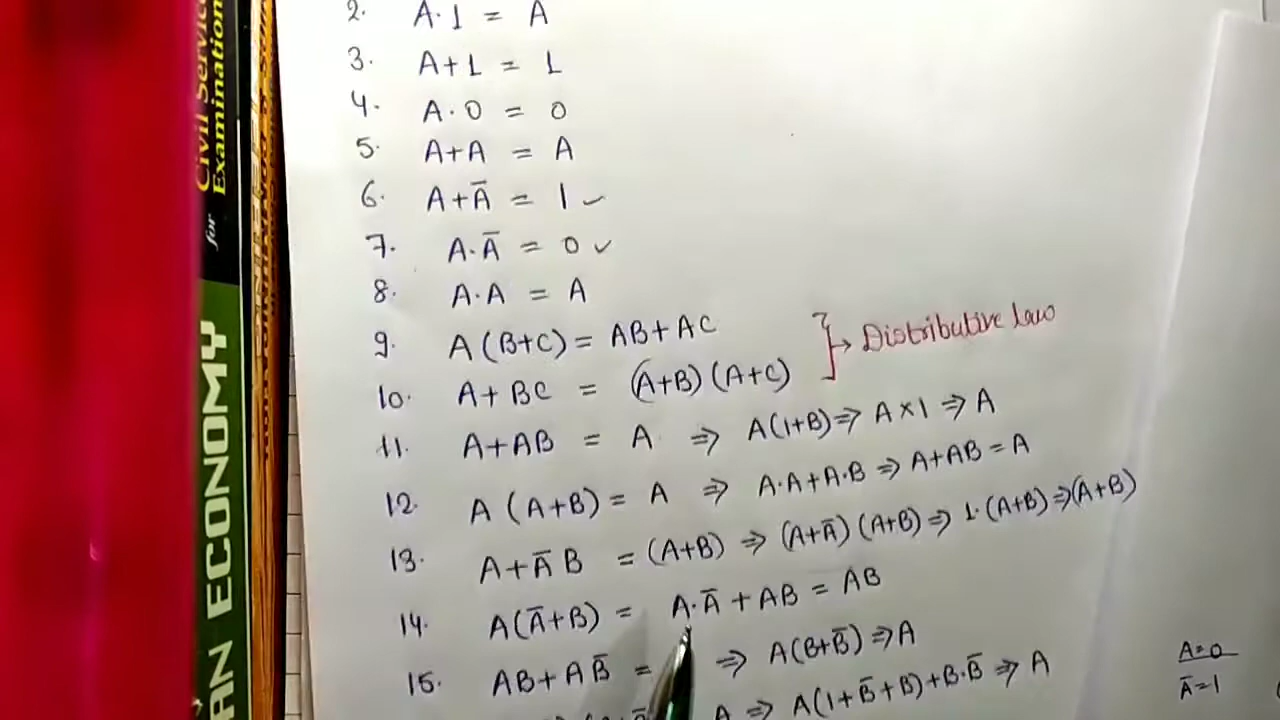 Civil Services
for Examination
AN ECONOMY
2. A·1 = A
3. A+1 = 1
4. A·0 = 0
5. A+A = A
6. A+Ā = 1 ✓
7. A·Ā = 0 ✓
8. A·A = A
9. A(B+C) = AB+AC
10. A+BC = (A+B)(A+C)
} → Distributive law
11. A+AB = A ⇒ A(1+B) ⇒ A×1 ⇒ A
12. A(A+B) = A ⇒ A·A+A·B ⇒ A+AB = A
13. A+ĀB = (A+B) ⇒ (A+Ā)(A+B) ⇒ 1·(A+B) ⇒ (A+B)
14. A(Ā+B) = A·Ā+AB = AB
15. AB+AB̄ = ⇒ A(B+B̄) ⇒ A
A ⇒ A(1+B̄+B)+B·B̄ ⇒ A
A=0
Ā=1